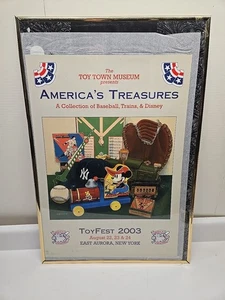 The
TOY TOWN MUSEUM
presents
AMERICA'S TREASURES
A Collection of Baseball, Trains, & Disney
TOYFEST 2003
August 22, 23 & 24
EAST AURORA, NEW YORK